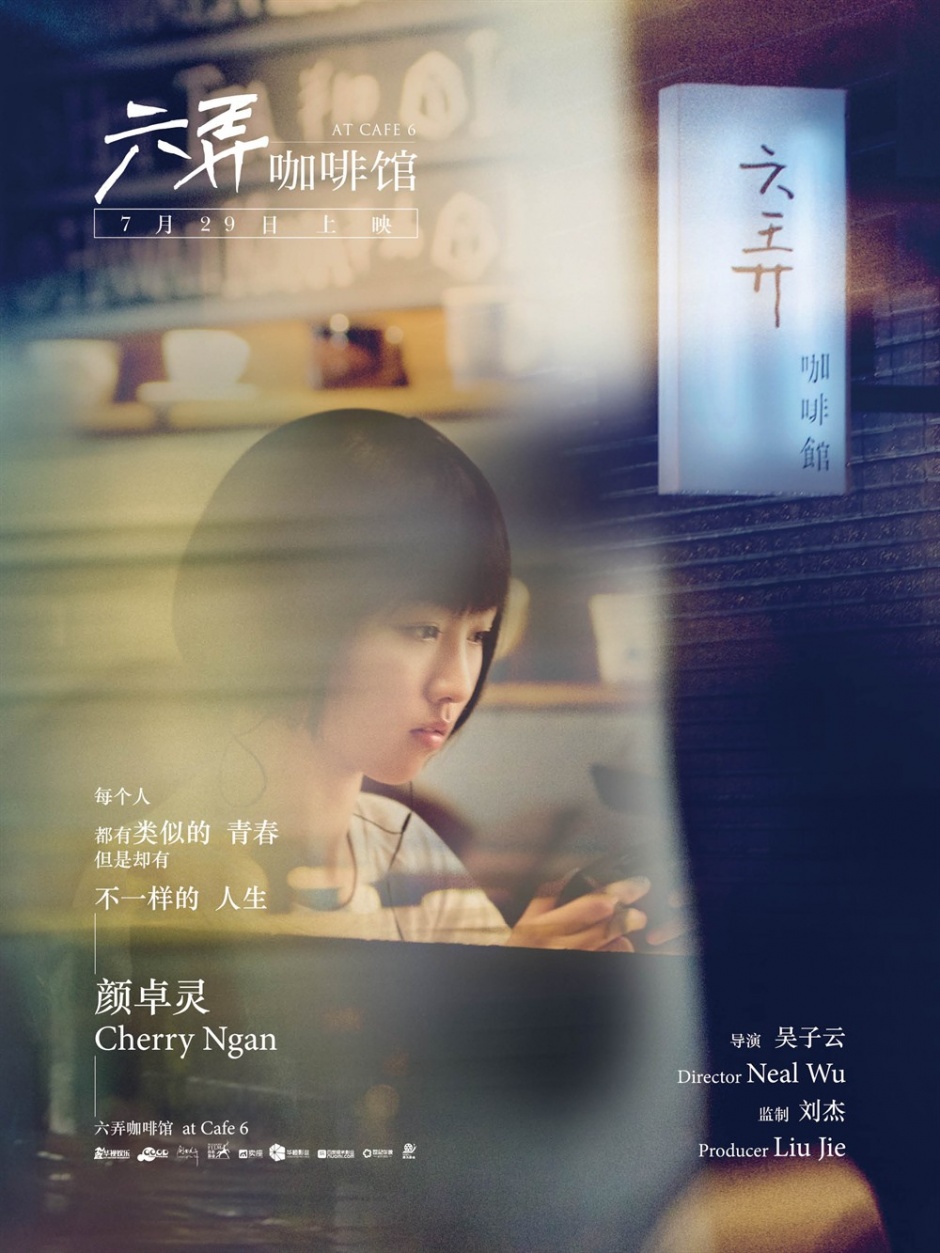 六弄
AT CAFE 6
咖啡馆
7月29日上映
六弄
咖啡館
每个人
都有类似的 青春
但是却有
不一样的 人生
颜卓灵
Cherry Ngan
六弄咖啡馆 at Cafe 6
导演 吴子云
Director Neal Wu
监制 刘杰
Producer Liu Jie